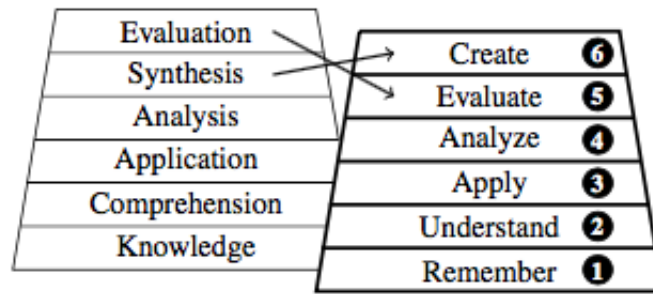 Evaluation
Synthesis
Analysis
Application
Comprehension
Knowledge
Create 6
Evaluate 5
Analyze 4
Apply 3
Understand 2
Remember 1